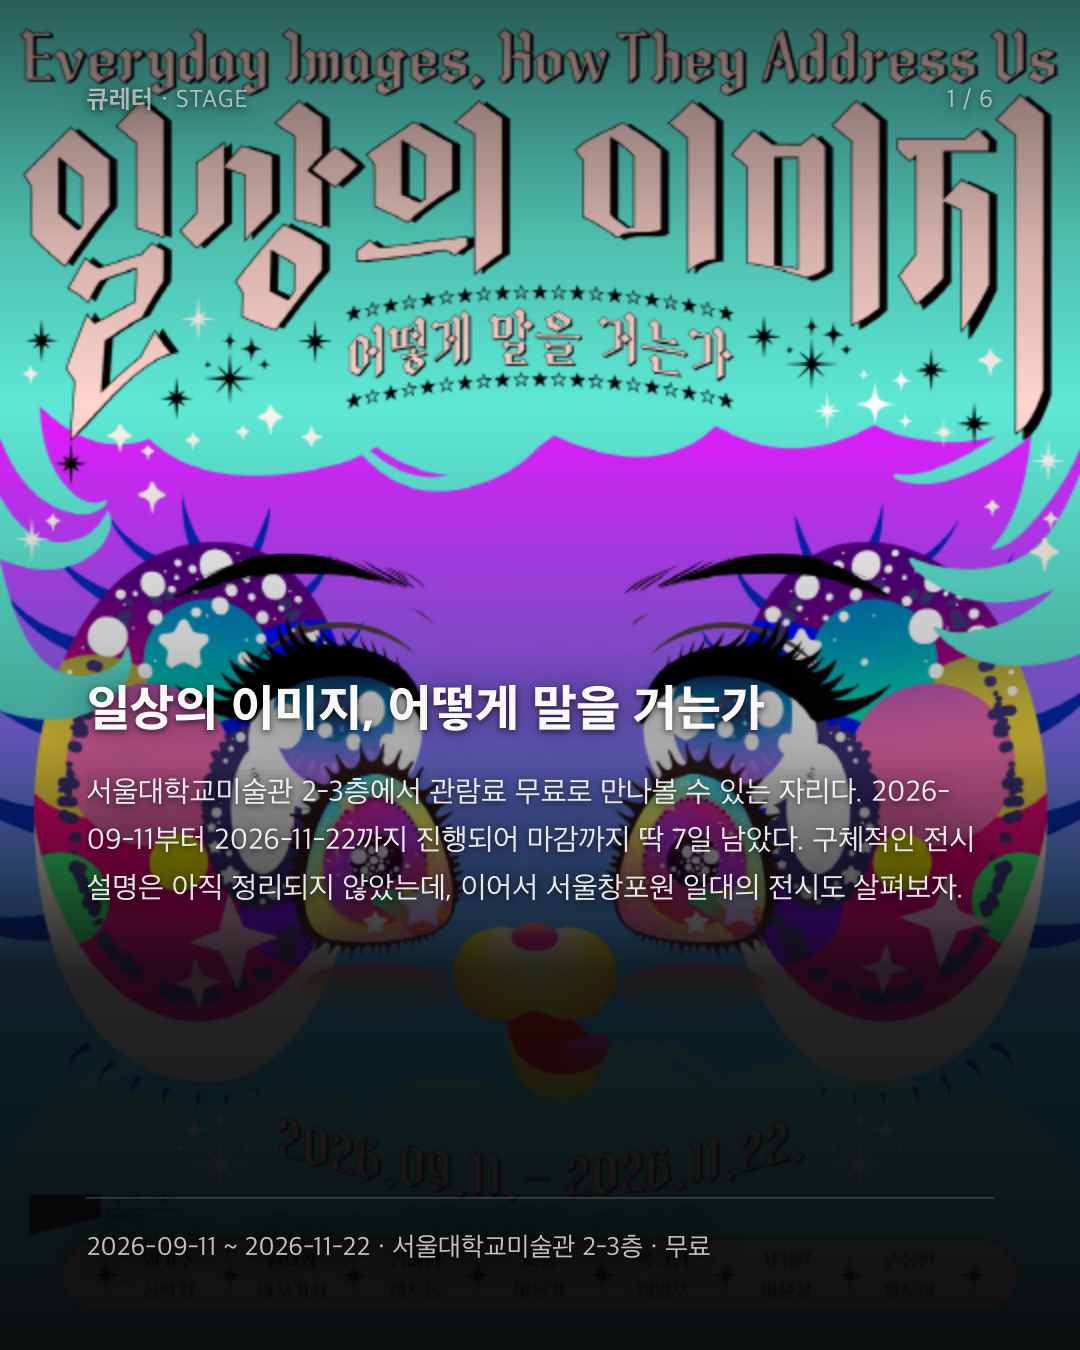 Everyday Images, How They Address Us
큐레터 · STAGE
1 / 6
일상의 이미지
어떻게 말을 거는가
일상의 이미지, 어떻게 말을 거는가
서울대학교미술관 2-3층에서 관람료 무료로 만나볼 수 있는 자리다. 2026-
09-11부터 2026-11-22까지 진행되어 마감까지 딱 7일 남았다. 구체적인 전시
설명은 아직 정리되지 않았는데, 이어서 서울창포원 일대의 전시도 살펴보자.
2026.09.11. – 2026.11.22.
2026-09-11 ~ 2026-11-22 · 서울대학교미술관 2-3층 · 무료